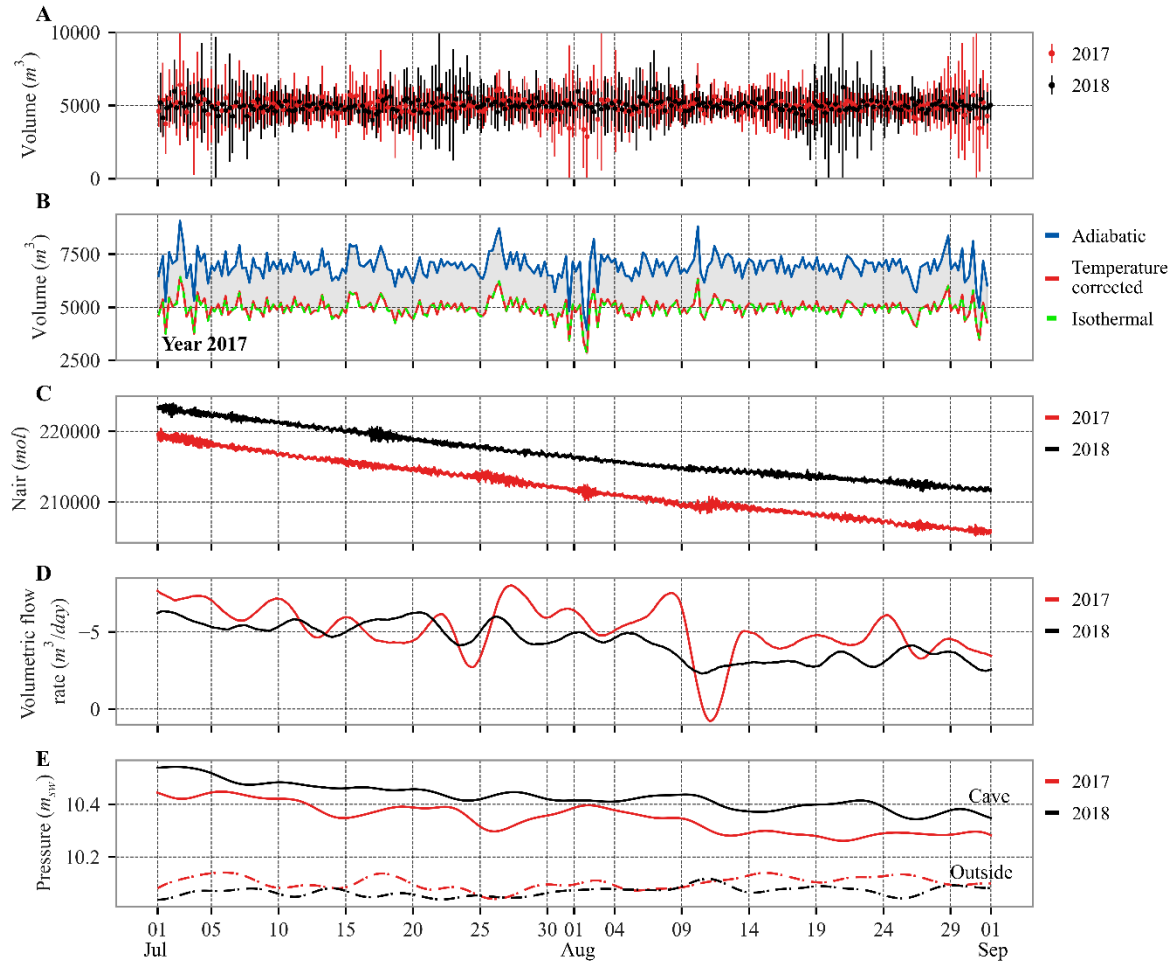 A
Volume (m³)
10000
5000
0
2017
2018
B
Volume (m³)
7500
5000
2500
Year 2017
Adiabatic
Temperature
corrected
Isothermal
C
Nair (mol)
220000
210000
2017
2018
D
Volumetric flow
rate (m³/day)
−5
0
2017
2018
E
Pressure (m_sw)
10.4
10.2
Cave
Outside
2017
2018
01 05 10 15 20 25 30 01 04 09 14 19 24 29 01
Jul Aug Sep